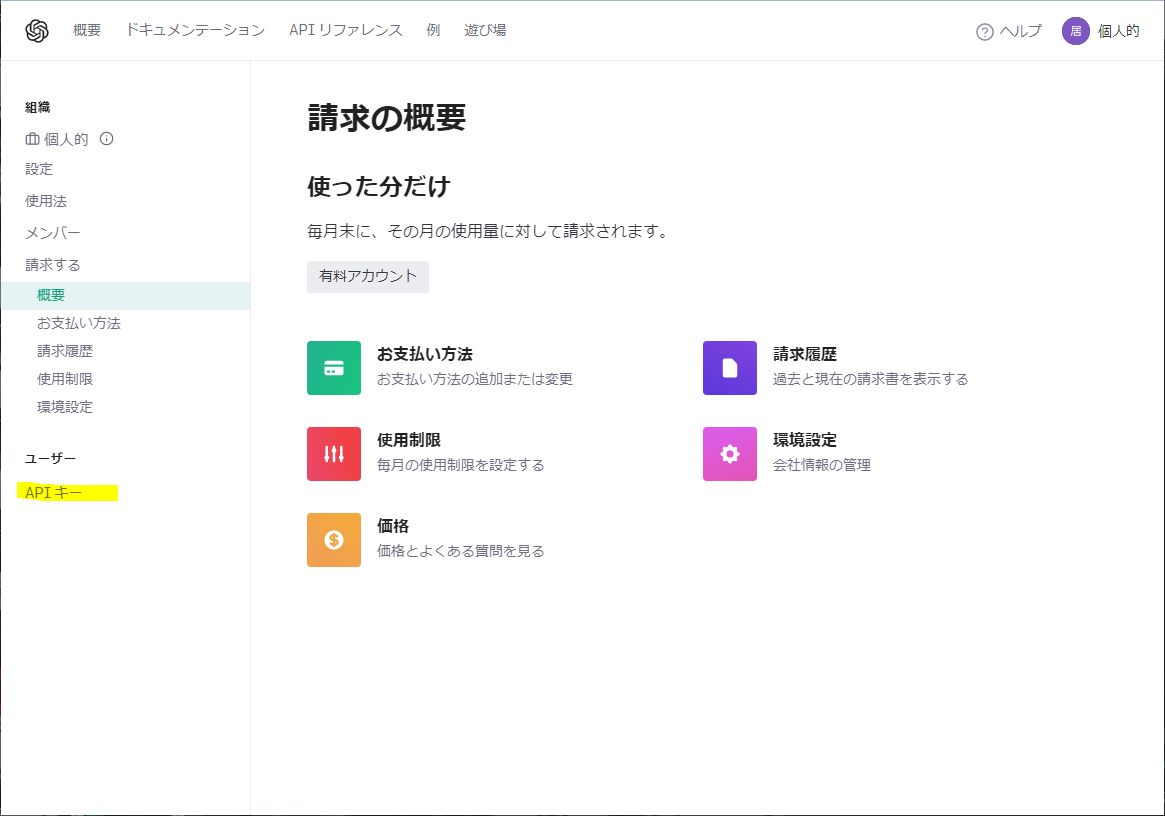 概要 ドキュメンテーション API リファレンス 例 遊び場 ヘルプ 居 個人的
組織
個人的
設定
使用法
メンバー
請求する
概要
お支払い方法
請求履歴
使用制限
環境設定
ユーザー
API キー
請求の概要
使った分だけ
毎月末に、その月の使用量に対して請求されます。
有料アカウント
お支払い方法
お支払い方法の追加または変更
請求履歴
過去と現在の請求書を表示する
使用制限
毎月の使用制限を設定する
環境設定
会社情報の管理
価格
価格とよくある質問を見る